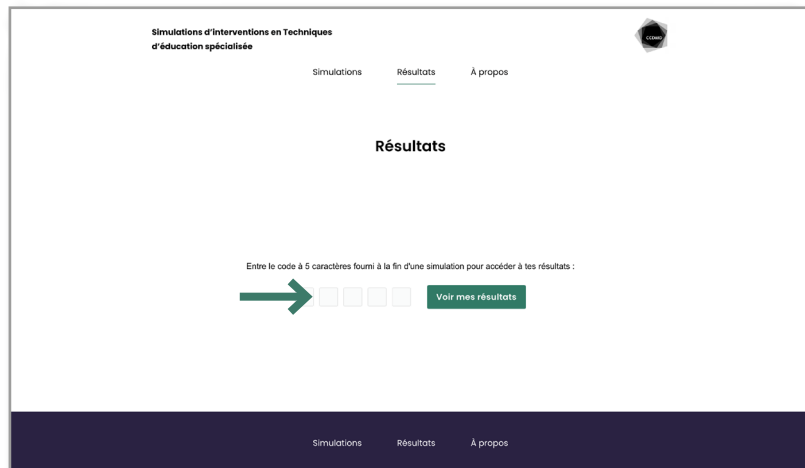 Simulations d'interventions en Techniques
d'éducation spécialisée
CCDMD
Simulations Résultats À propos
Résultats
Entre le code à 5 caractères fourni à la fin d'une simulation pour accéder à tes résultats :
Voir mes résultats
Simulations Résultats À propos